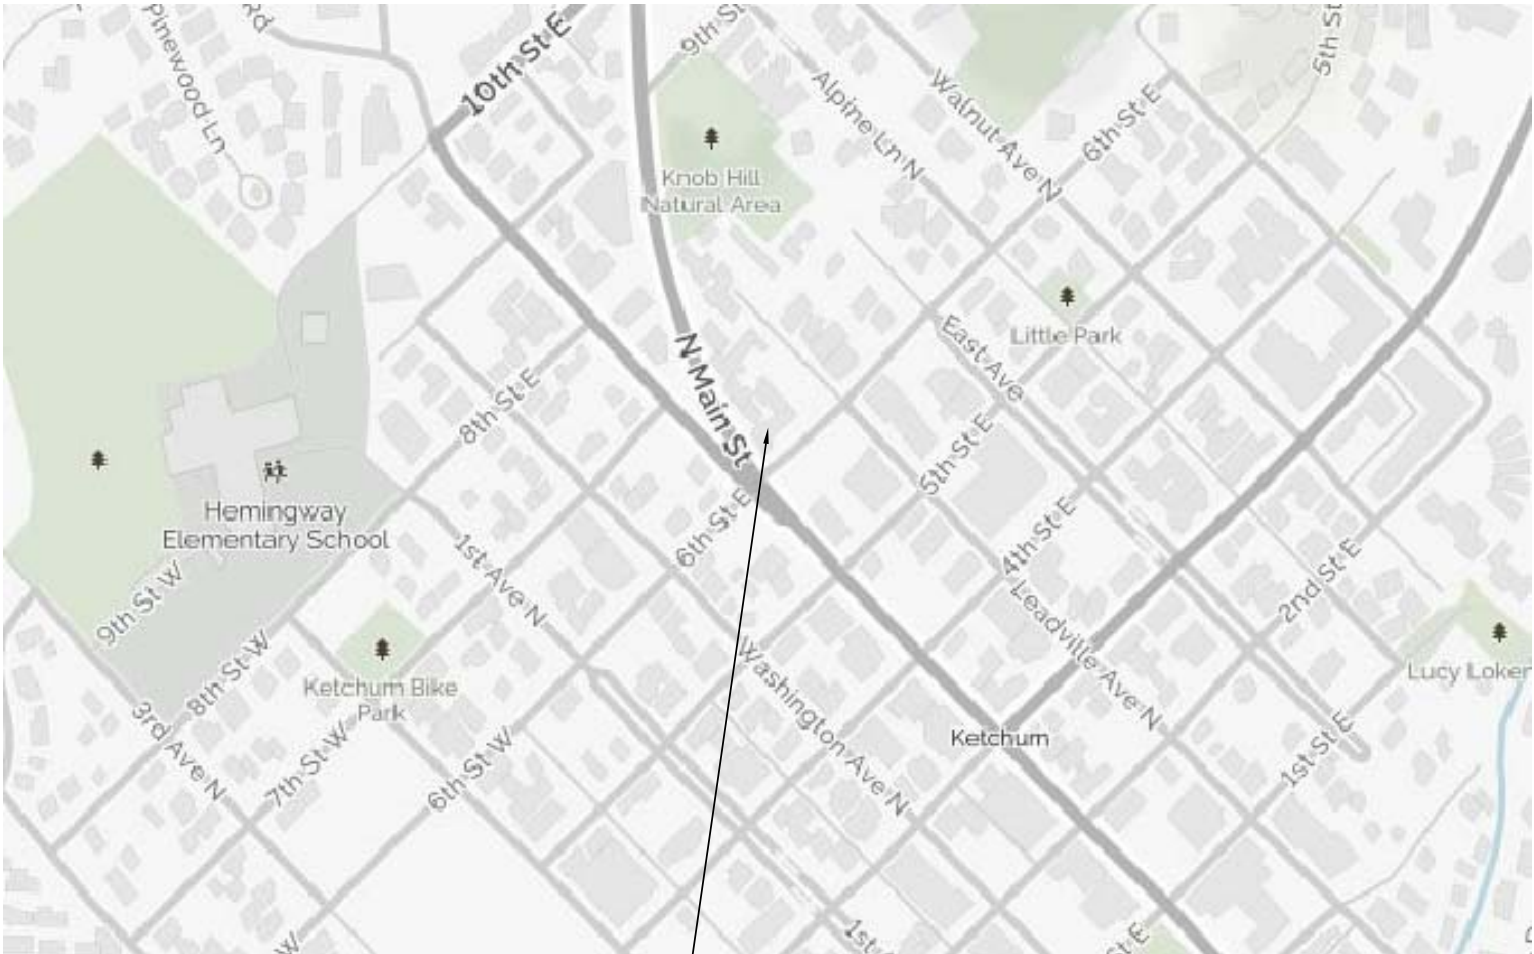 Rd
Pinewood Ln
10th St E
9th St
Alpine Ln N
Walnut Ave N
6th St E
5th St
Knob Hill
Natural Area
Little Park
East Ave
N Main St
8th St E
5th St E
Hemingway
Elementary School
6th St E
4th St E
1st Ave N
2nd St E
9th St W
Leadville Ave N
8th St W
Ketchum Bike
Park
Washington Ave N
Lucy Loken
3rd Ave N
7th St W
6th St W
Ketchum
1st St E
W
1st
St E